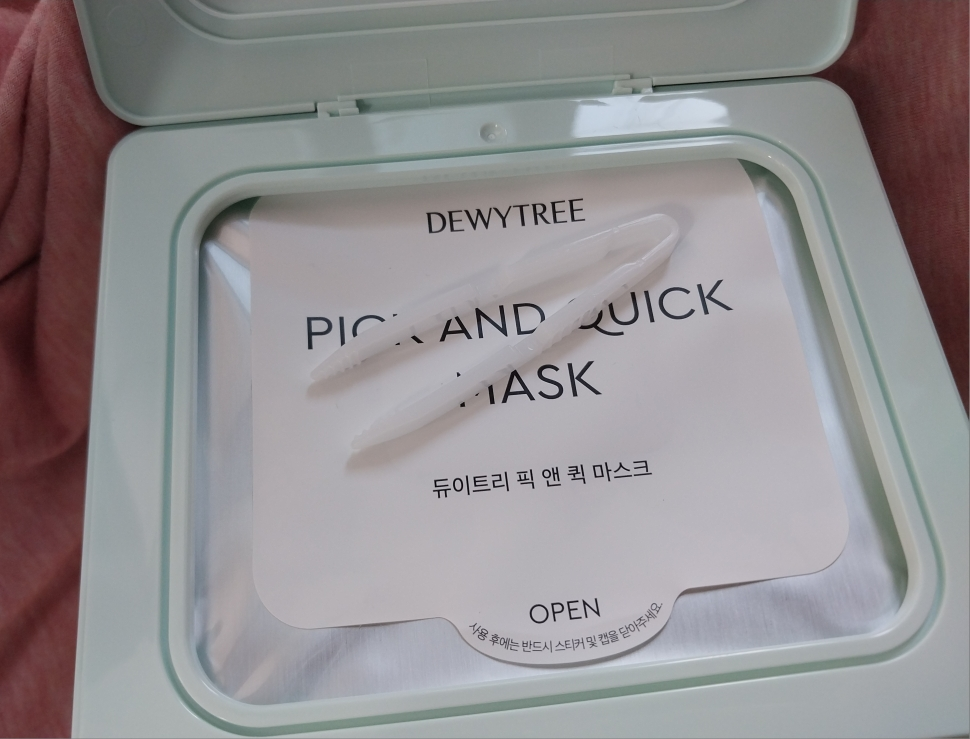 DEWYTREE
PICK AND QUICK
MASK
듀이트리 픽 앤 퀵 마스크
OPEN
사용 후에는 반드시 스티커 및 캡을 닫아주세요.